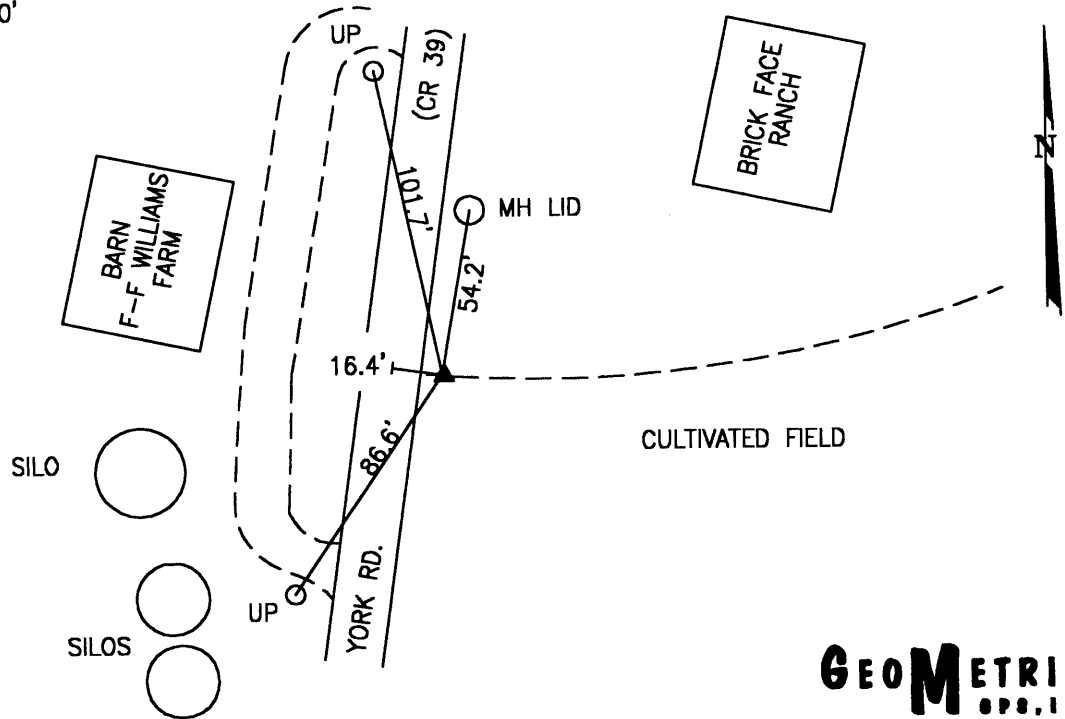 0'
UP
(CR 39)
BRICK FACE
RANCH
N
BARN
F-F WILLIAMS
FARM
101.7'
MH LID
54.2'
16.4'
86.6'
CULTIVATED FIELD
SILO
UP
YORK RD.
SILOS
GEOMETRI
GPS, I